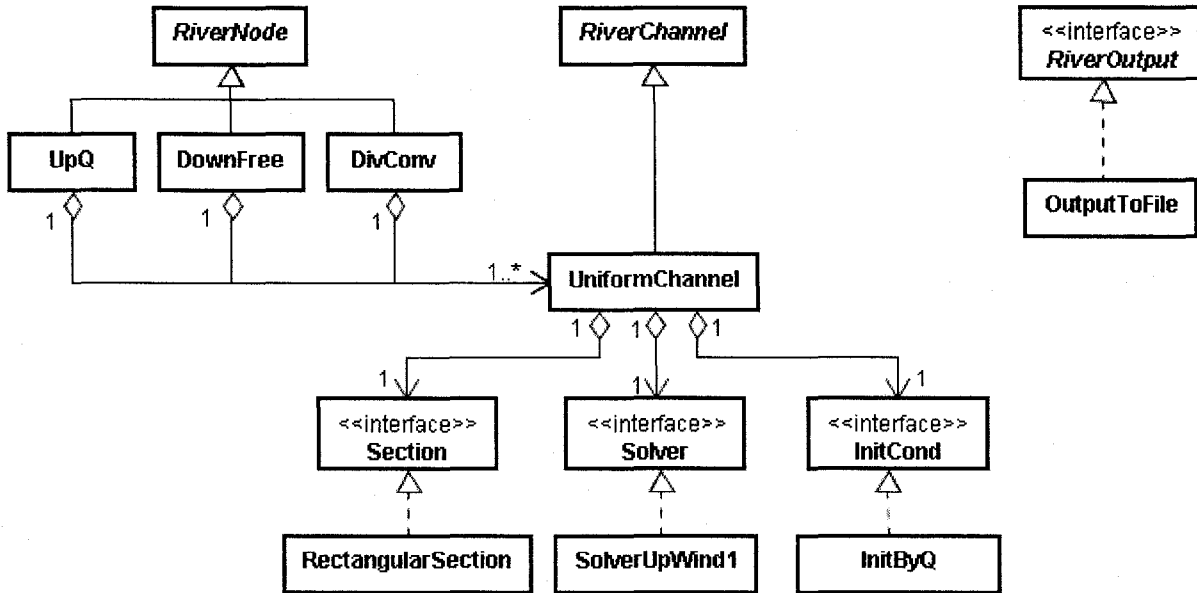 RiverNode
RiverChannel
<<interface>>
RiverOutput
UpQ
DownFree
DivConv
OutputToFile
1
1
1
1..*
UniformChannel
1
1
1
1
1
1
<<interface>>
Section
<<interface>>
Solver
<<interface>>
InitCond
RectangularSection
SolverUpWind1
InitByQ